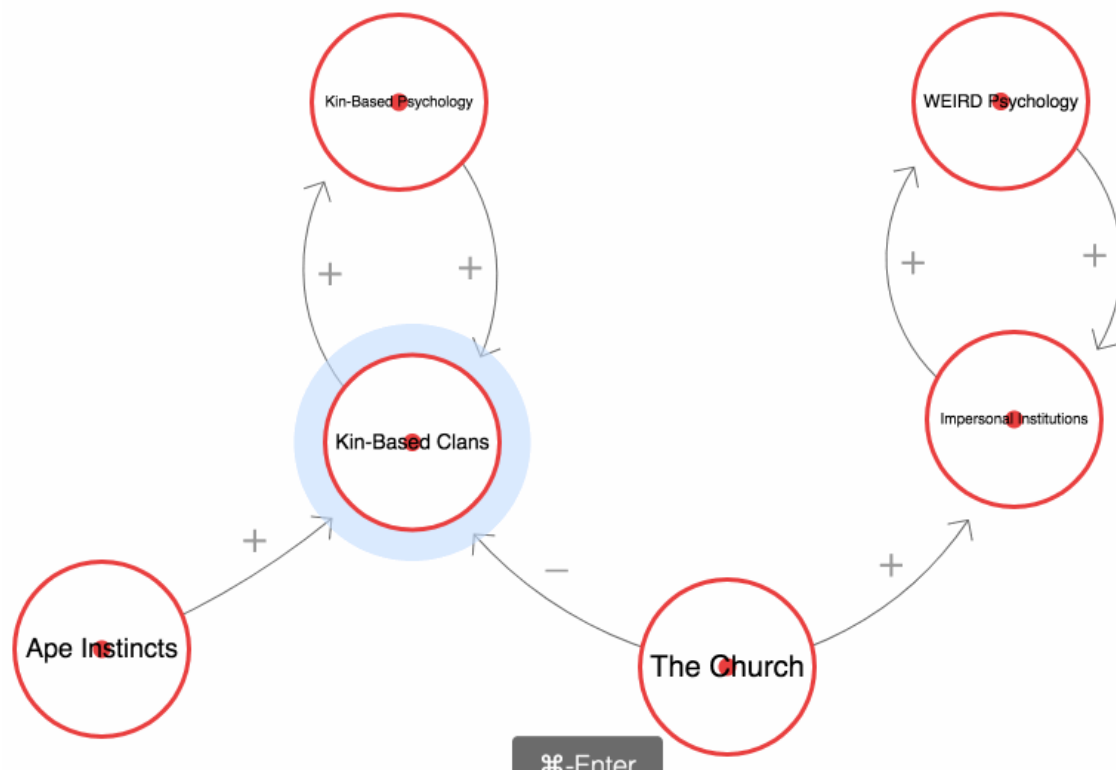 Kin-Based Psychology
WEIRD Psychology
+
+
+
+
Kin-Based Clans
Impersonal Institutions
+
−
+
Ape Instincts
The Church
⌘-Enter